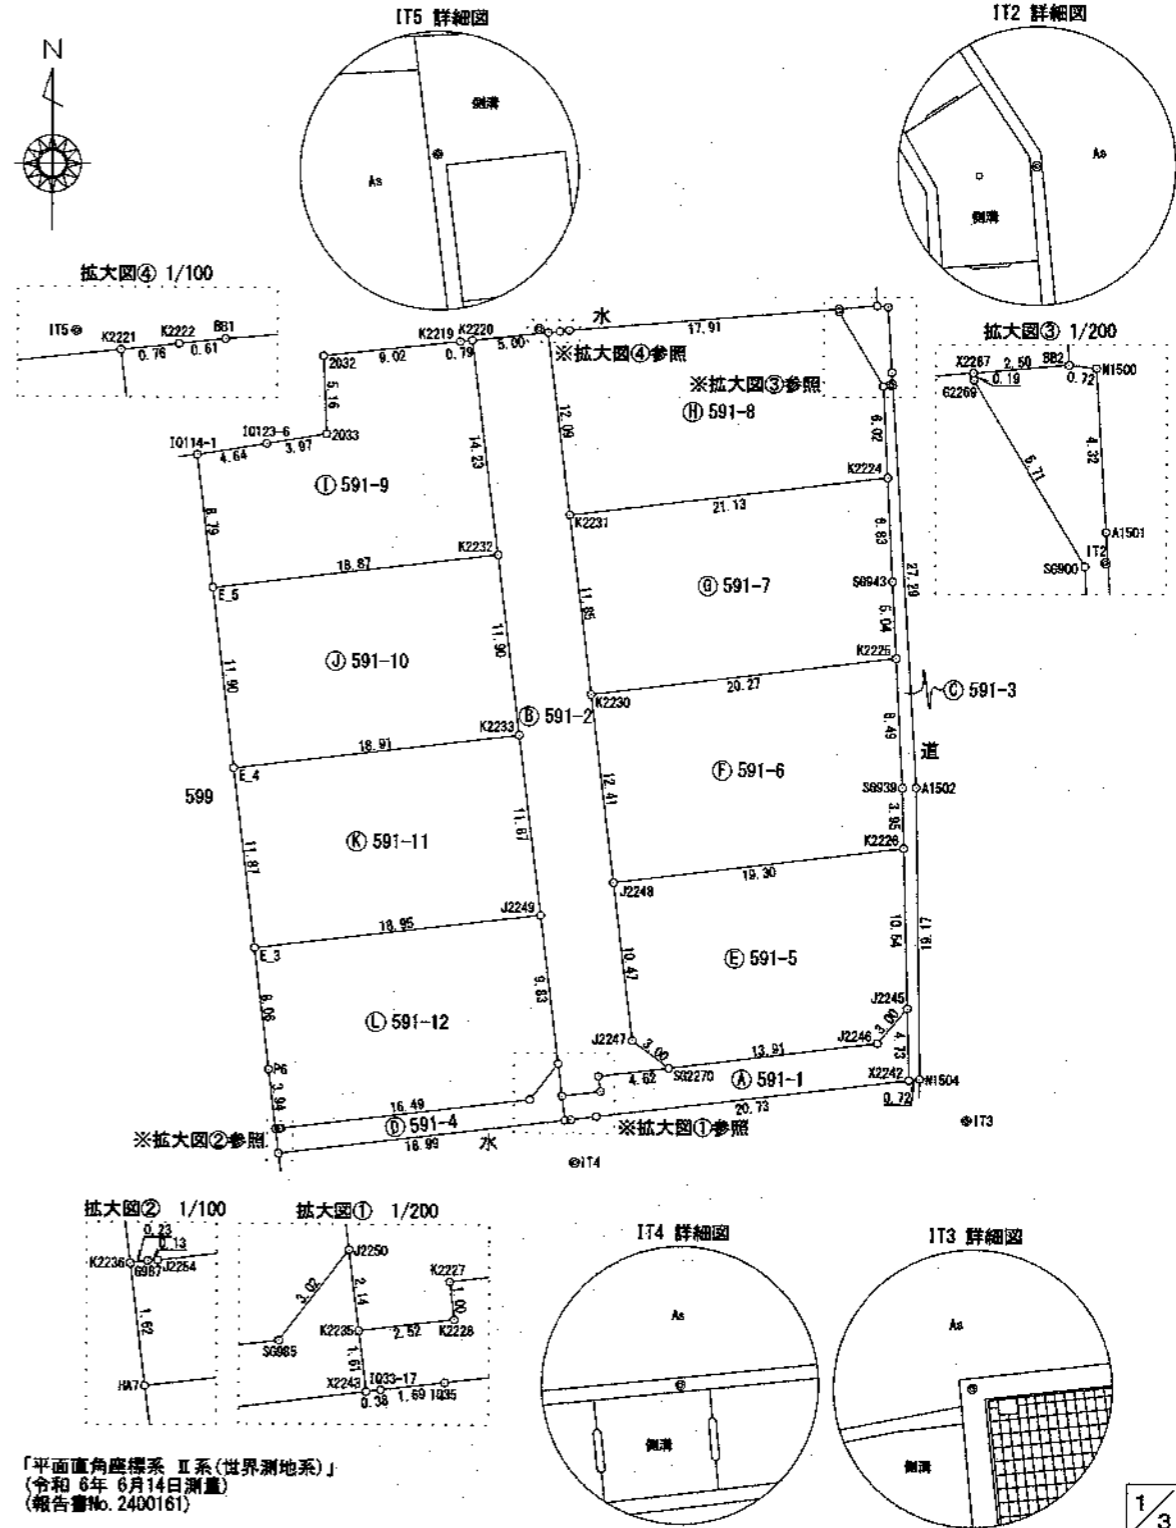 IT5 詳細図
IT2 詳細図
N
側溝
As
As
側溝
拡大図④ 1/100
IT5
K2221
K2222
BB1
0.76
0.61
水
17.91
K2219
K2220
9.02
0.79
5.00
2032
※拡大図④参照
拡大図③ 1/200
X2267
2.50
BB2
M1500
G2269
0.19
0.72
4.32
5.71
A1501
IT2
SG900
※拡大図③参照
5.16
12.09
Ⓗ 591-8
6.02
IQ114-1
IQ123-6
2033
4.64
3.97
14.23
K2224
Ⓘ 591-9
21.13
K2231
8.79
6.83
K2232
27.29
18.87
E_5
SG943
Ⓖ 591-7
11.85
5.04
Ⓙ 591-10
11.90
K2225
11.90
20.27
K2230
Ⓒ 591-3
Ⓑ 591-2
K2233
8.49
18.91
道
E_4
Ⓕ 591-6
599
12.41
SG939
A1502
3.95
Ⓚ 591-11
11.87
K2226
11.87
19.30
J2248
J2249
18.95
10.54
19.17
E_3
Ⓔ 591-5
10.47
9.83
8.06
J2245
Ⓛ 591-12
3.00
J2247
J2246
3.00
4.73
13.91
P6
4.62
SG2270
Ⓐ 591-1
X2242
N1504
3.94
16.49
0.72
20.73
Ⓓ 591-4
※拡大図②参照
※拡大図①参照
18.99
水
IT3
IT4
拡大図② 1/100
拡大図① 1/200
IT4 詳細図
IT3 詳細図
0.23
0.13
K2236
G987
J2254
1.62
HA7
J2250
K2227
3.02
2.14
1.00
K2235
2.52
K2228
SG985
1.61
X2243
IQ33-17
0.38
1.69
IQ35
As
側溝
As
側溝
「平面直角座標系 Ⅱ系(世界測地系)」
(令和 6年 6月14日測量)
(報告書No.2400161)
1/3